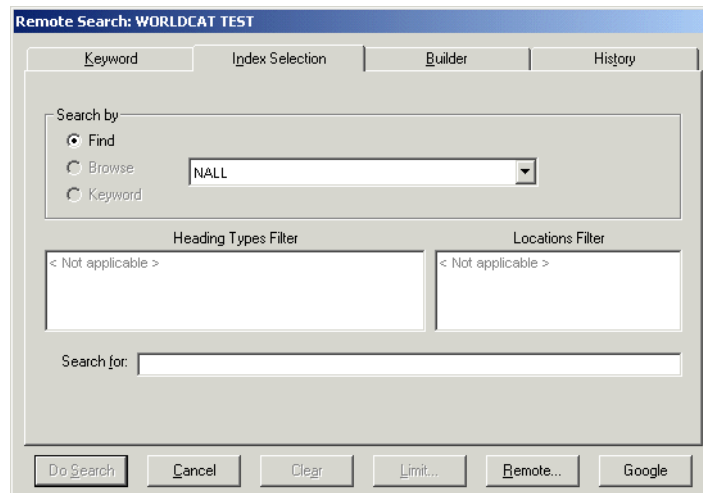 Remote Search: WORLDCAT TEST
Keyword Index Selection Builder History
Search by
Find
Browse
NALL
Keyword
Heading Types Filter Locations Filter
< Not applicable > < Not applicable >
Search for:
Do Search Cancel Clear Limit... Remote... Google